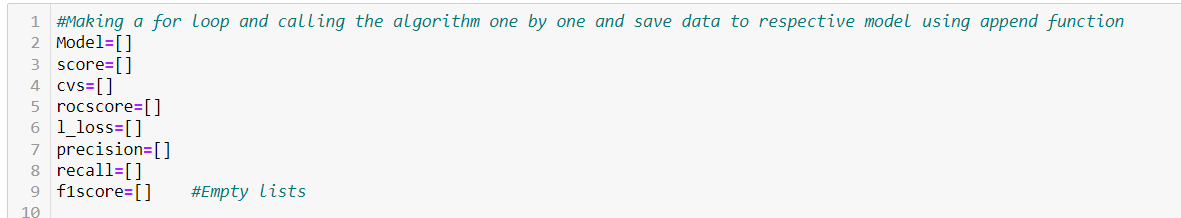 1 #Making a for loop and calling the algorithm one by one and save data to respective model using append function
2 Model=[]
3 score=[]
4 cvs=[]
5 rocscore=[]
6 l_loss=[]
7 precision=[]
8 recall=[]
9 f1score=[]    #Empty lists
10